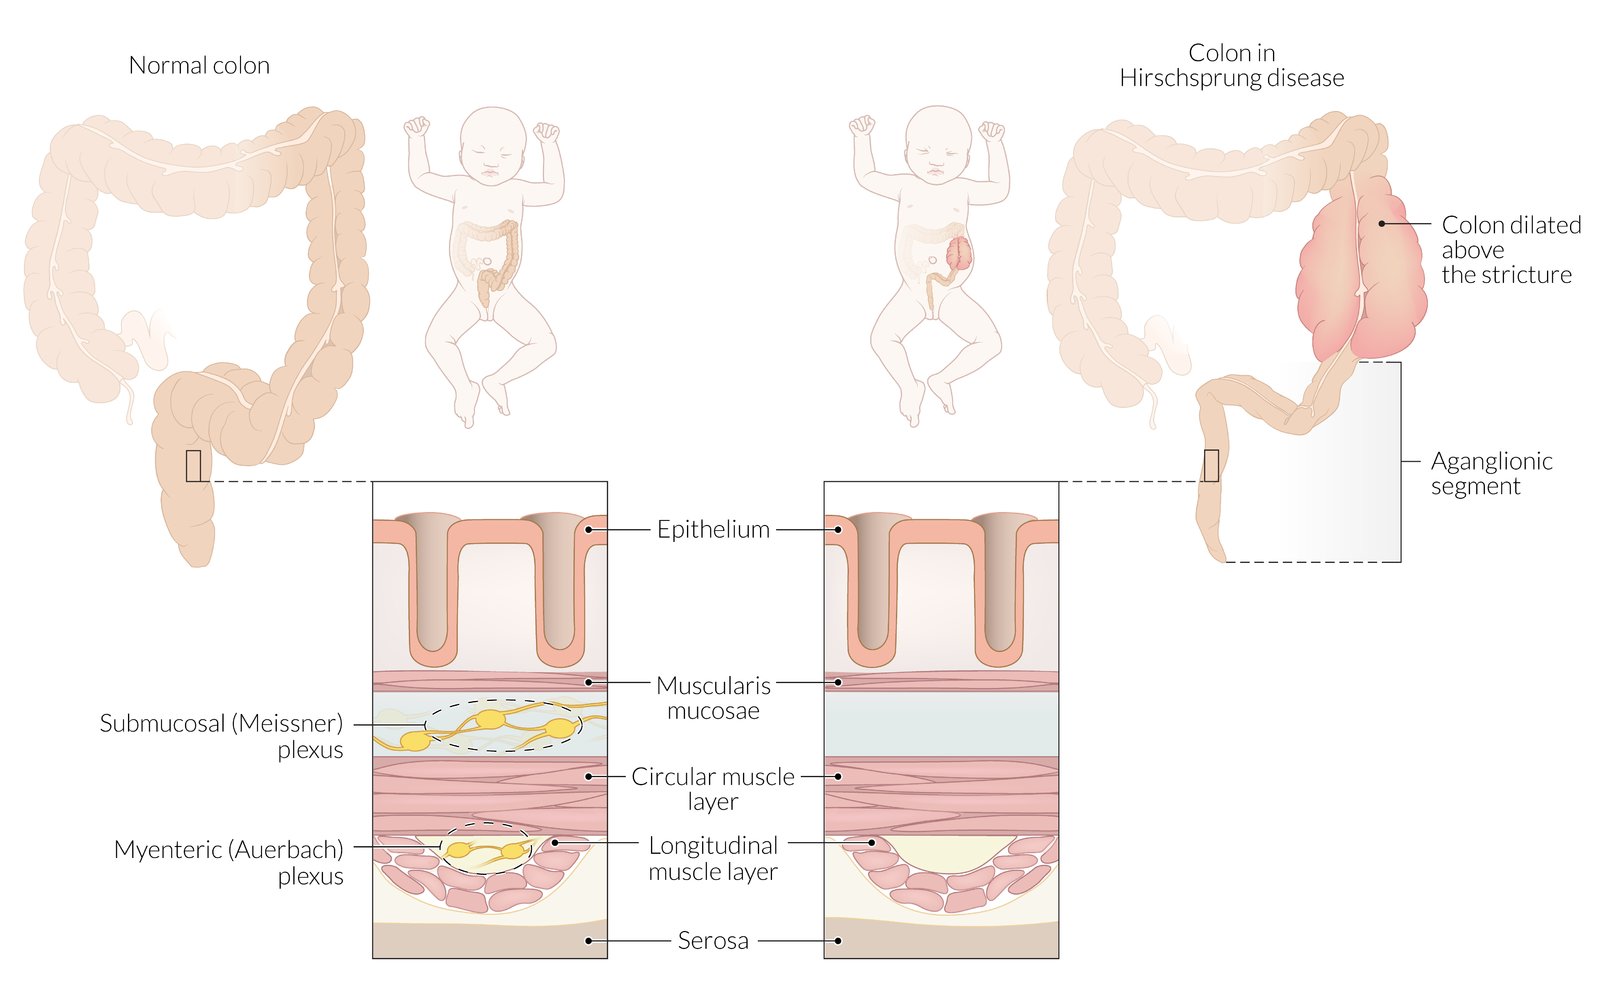 Normal colon
Colon in
Hirschsprung disease
Colon dilated
above
the stricture
Aganglionic
segment
Epithelium
Muscularis
mucosae
Submucosal (Meissner)
plexus
Circular muscle
layer
Myenteric (Auerbach)
plexus
Longitudinal
muscle layer
Serosa